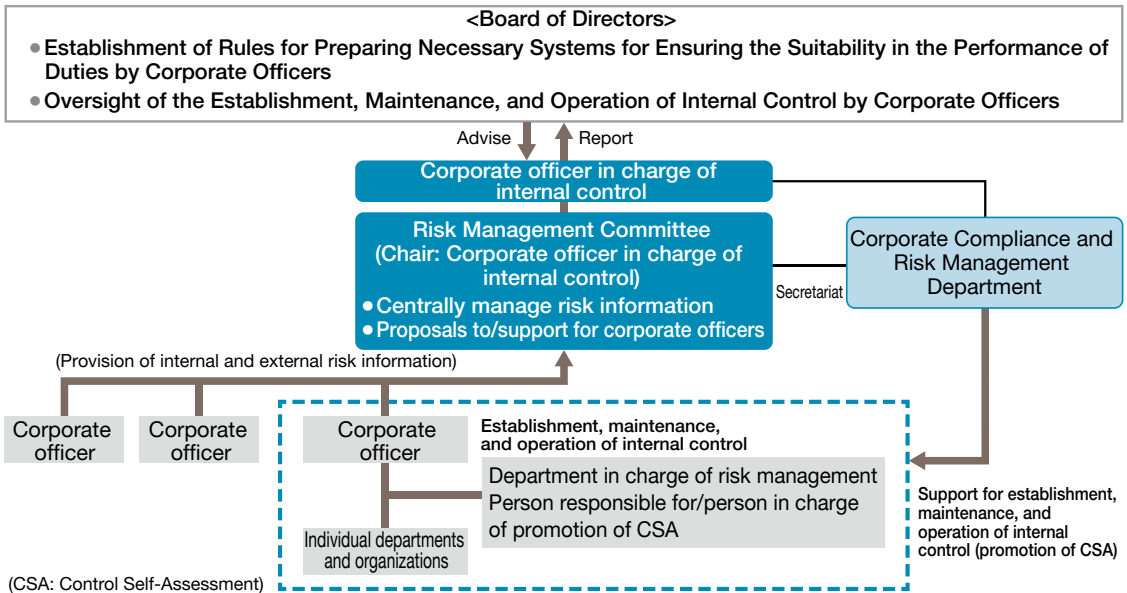 <Board of Directors>
● Establishment of Rules for Preparing Necessary Systems for Ensuring the Suitability in the Performance of
Duties by Corporate Officers
● Oversight of the Establishment, Maintenance, and Operation of Internal Control by Corporate Officers
Advise
Report
Corporate officer in charge of
internal control
Risk Management Committee
(Chair: Corporate officer in charge of
internal control)
● Centrally manage risk information
● Proposals to/support for corporate officers
Secretariat
Corporate Compliance and
Risk Management
Department
(Provision of internal and external risk information)
Corporate
officer
Corporate
officer
Corporate
officer
Establishment, maintenance,
and operation of internal control
Department in charge of risk management
Person responsible for/person in charge
of promotion of CSA
Individual departments
and organizations
Support for establishment,
maintenance, and
operation of internal
control (promotion of CSA)
(CSA: Control Self-Assessment)